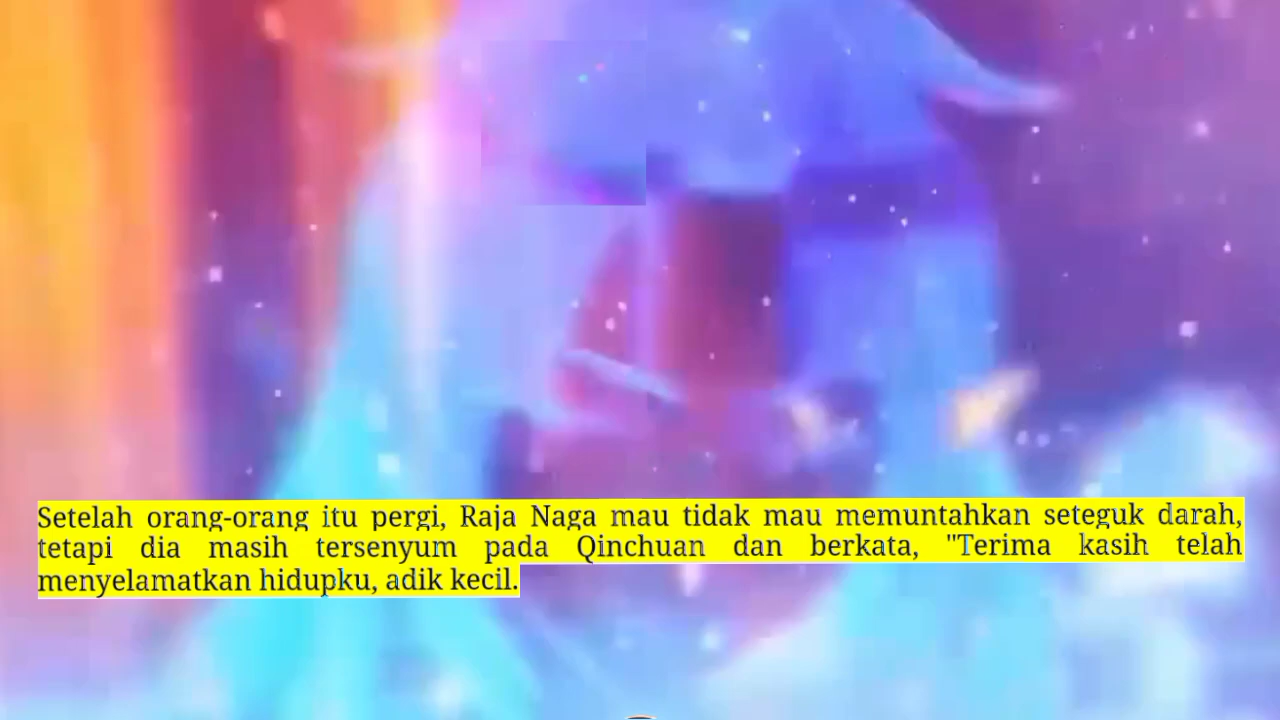 Setelah orang-orang itu pergi, Raja Naga mau tidak mau memuntahkan seteguk darah,
tetapi dia masih tersenyum pada Qinchuan dan berkata, "Terima kasih telah
menyelamatkan hidupku, adik kecil.